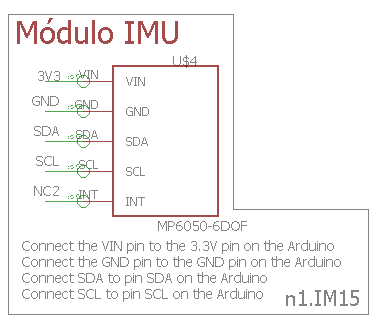 Módulo IMU
U$4
3V3 VIN VIN
GND GND GND
SDA SDA SDA
SCL SCL SCL
NC2 INT INT
MP6050-6DOF
Connect the VIN pin to the 3.3V pin on the Arduino
Connect the GND pin to the GND pin on the Arduino
Connect SDA to pin SDA on the Arduino
Connect SCL to pin SCL on the Arduino
n1.IM15